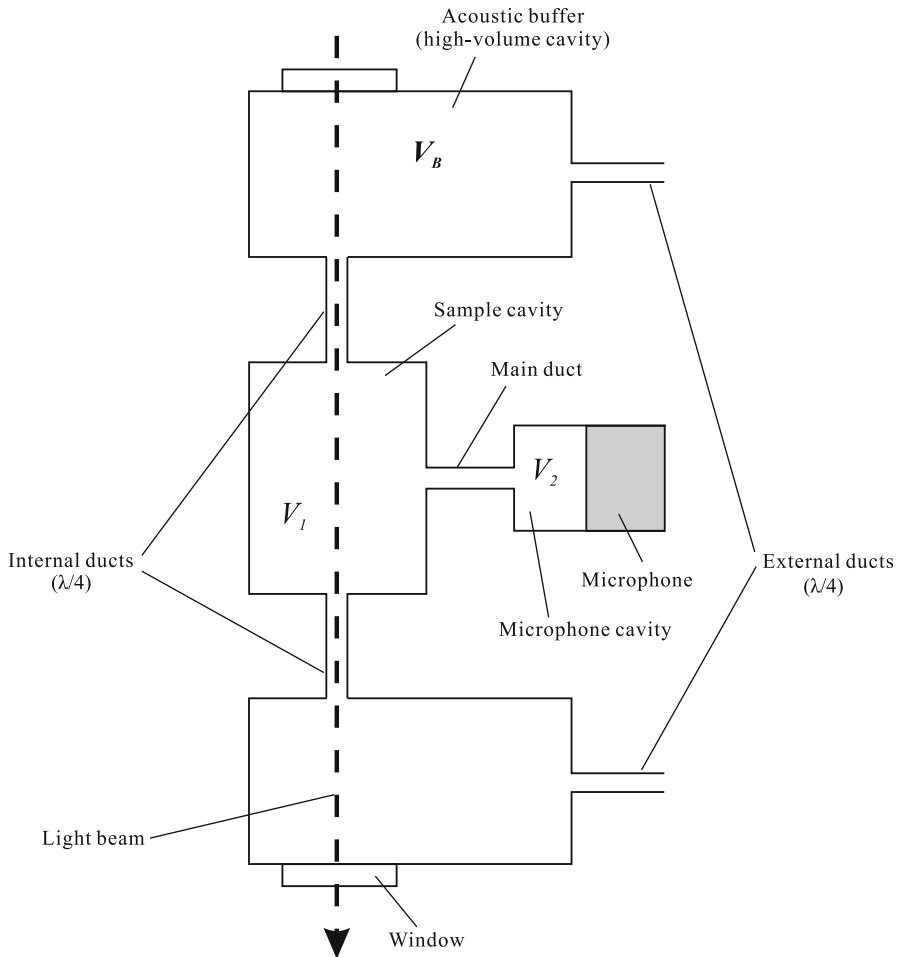 Acoustic buffer
(high-volume cavity)
V_B
Sample cavity
Main duct
V_2
V_1
Internal ducts
(λ/4)
Microphone
External ducts
(λ/4)
Microphone cavity
Light beam
Window